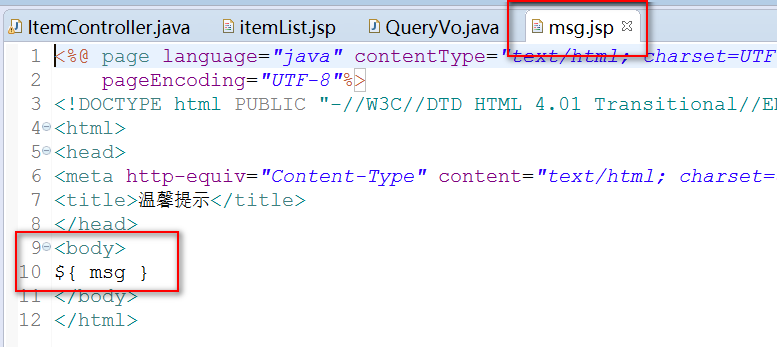 ItemController.java itemList.jsp QueryVo.java msg.jsp
1 <%@ page language="java" contentType="text/html; charset=UTF
2 pageEncoding="UTF-8"%>
3 <!DOCTYPE html PUBLIC "-//W3C//DTD HTML 4.01 Transitional//E
4 <html>
5 <head>
6 <meta http-equiv="Content-Type" content="text/html; charset=
7 <title>温馨提示</title>
8 </head>
9 <body>
10 ${ msg }
11 </body>
12 </html>